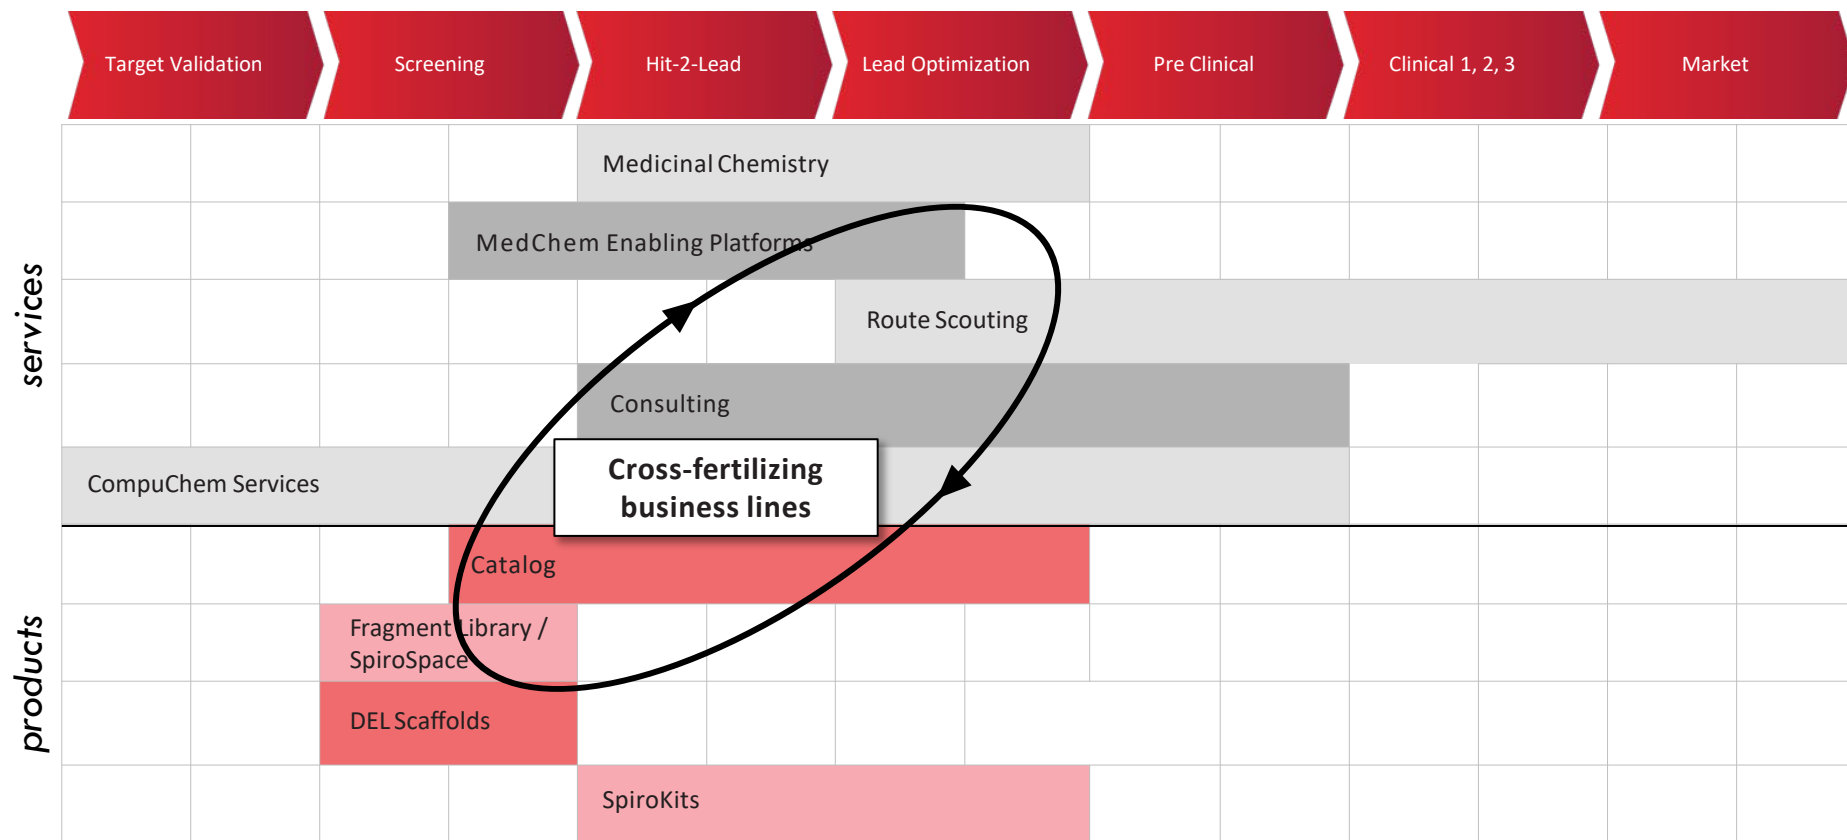 Target Validation
Screening
Hit-2-Lead
Lead Optimization
Pre Clinical
Clinical 1, 2, 3
Market
services
Medicinal Chemistry
MedChem Enabling Platforms
Route Scouting
Consulting
CompuChem Services
Cross-fertilizing
business lines
products
Catalog
Fragment Library /
SpiroSpace
DEL Scaffolds
SpiroKits